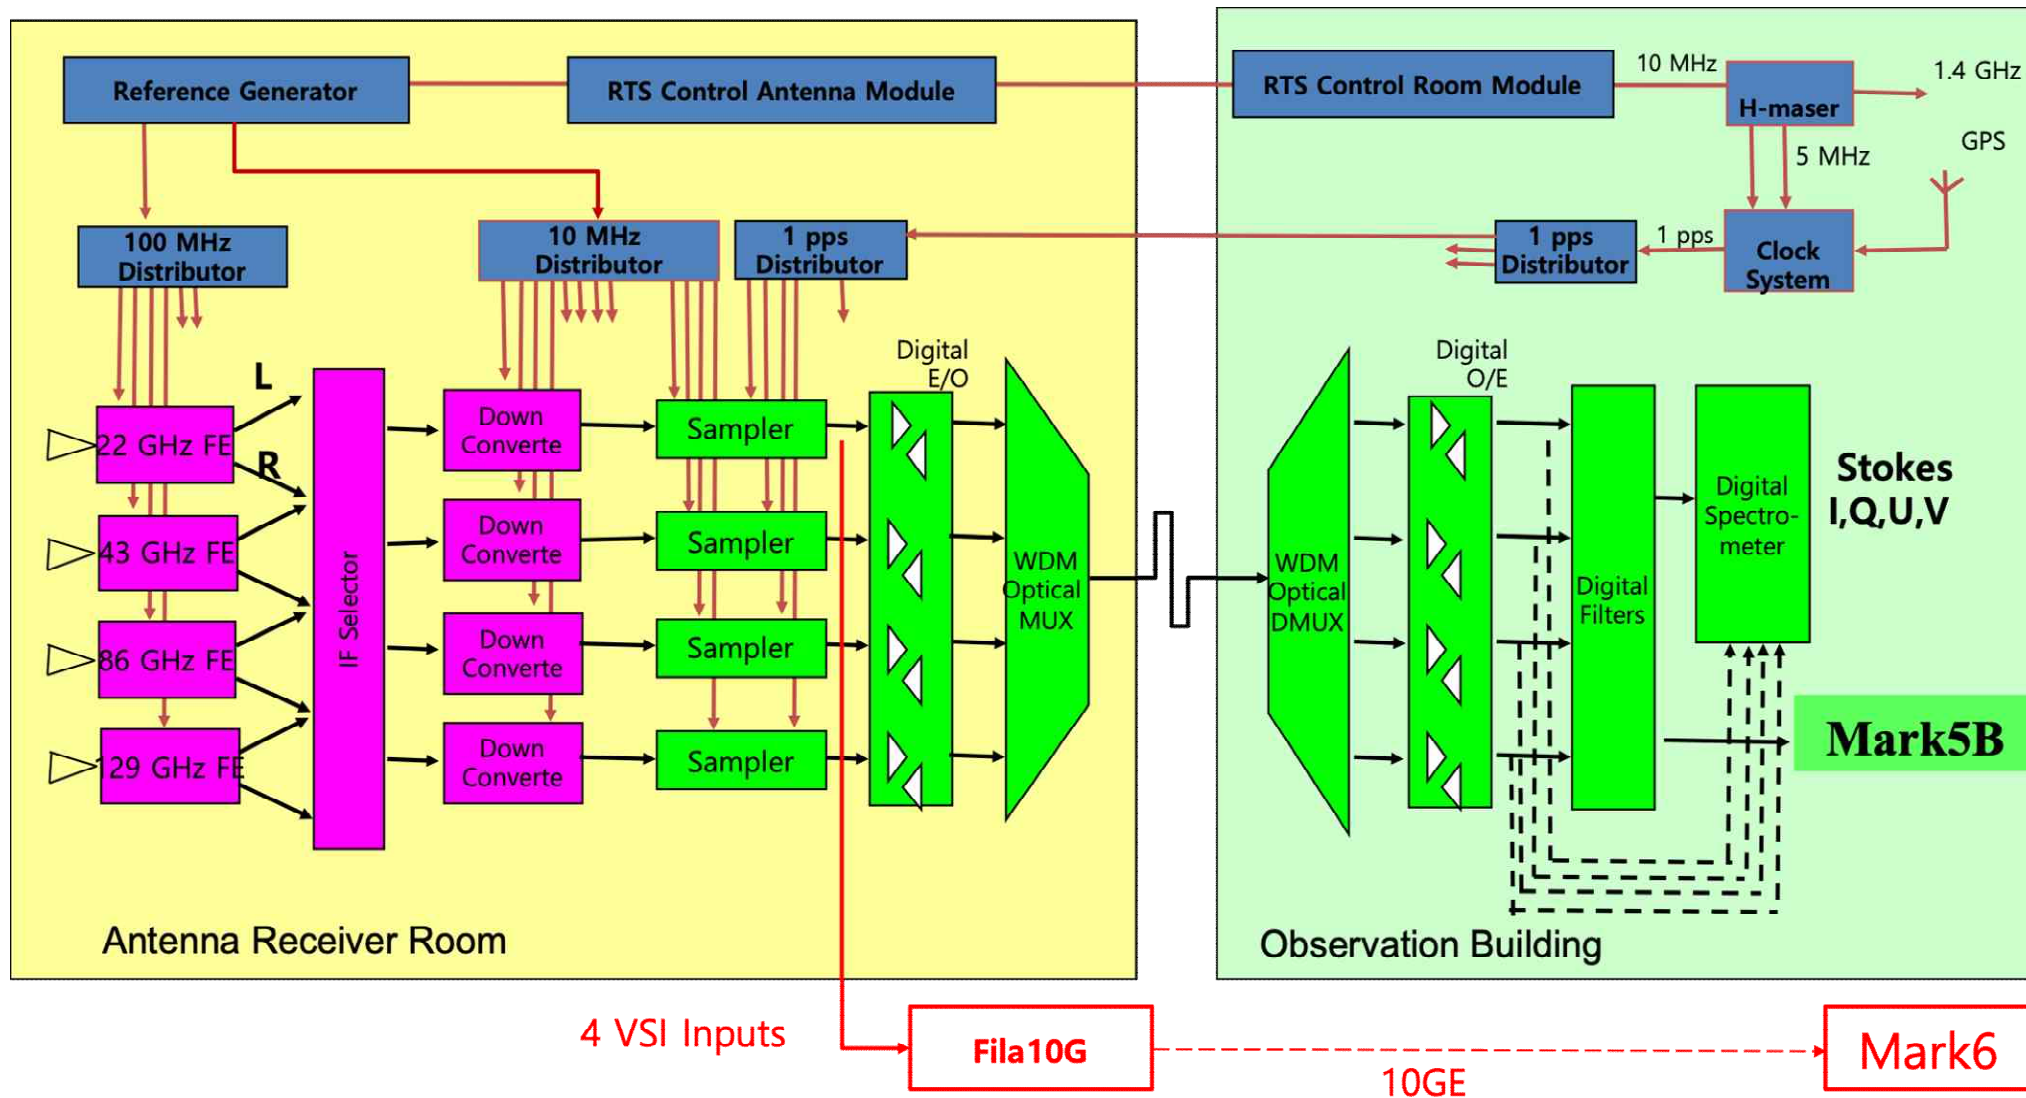 Reference Generator
RTS Control Antenna Module
RTS Control Room Module
10 MHz
H-maser
1.4 GHz
5 MHz
GPS
100 MHz
Distributor
10 MHz
Distributor
1 pps
Distributor
1 pps
Distributor
1 pps
Clock
System
L
R
22 GHz FE
43 GHz FE
86 GHz FE
129 GHz FE
IF Selector
Down
Converte
Down
Converte
Down
Converte
Down
Converte
Sampler
Sampler
Sampler
Sampler
Digital
E/O
WDM
Optical
MUX
WDM
Optical
DMUX
Digital
O/E
Digital
Filters
Digital
Spectro-
meter
Stokes
I,Q,U,V
Mark5B
Antenna Receiver Room
Observation Building
4 VSI Inputs
Fila10G
10GE
Mark6